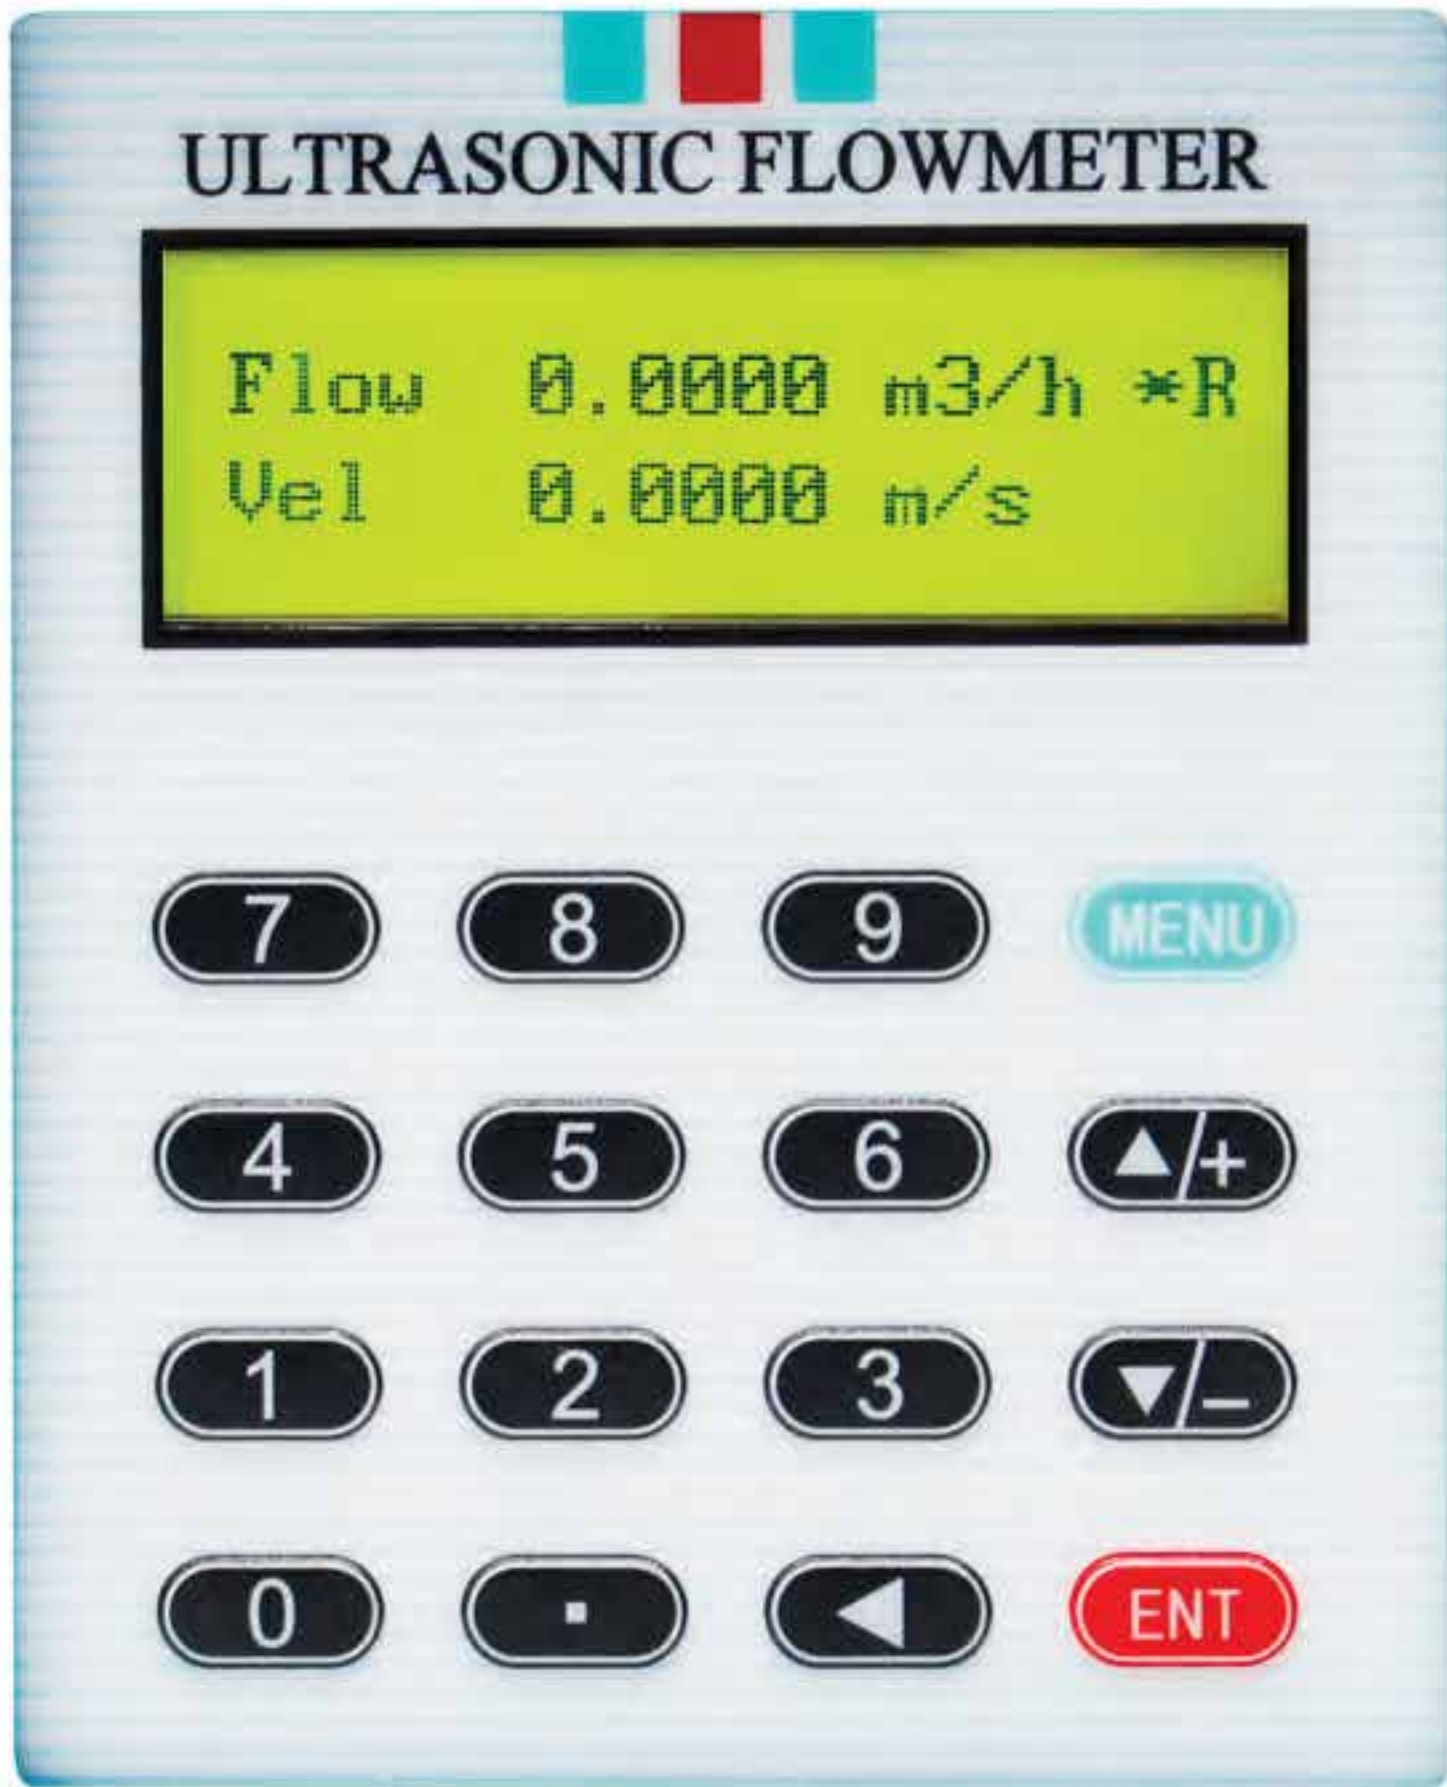 ULTRASONIC FLOWMETER
Flow 0.0000 m3/h *R
Vel 0.0000 m/s
7 8 9 MENU
4 5 6 ▲/+
1 2 3 ▼/-
0 . ◀ ENT